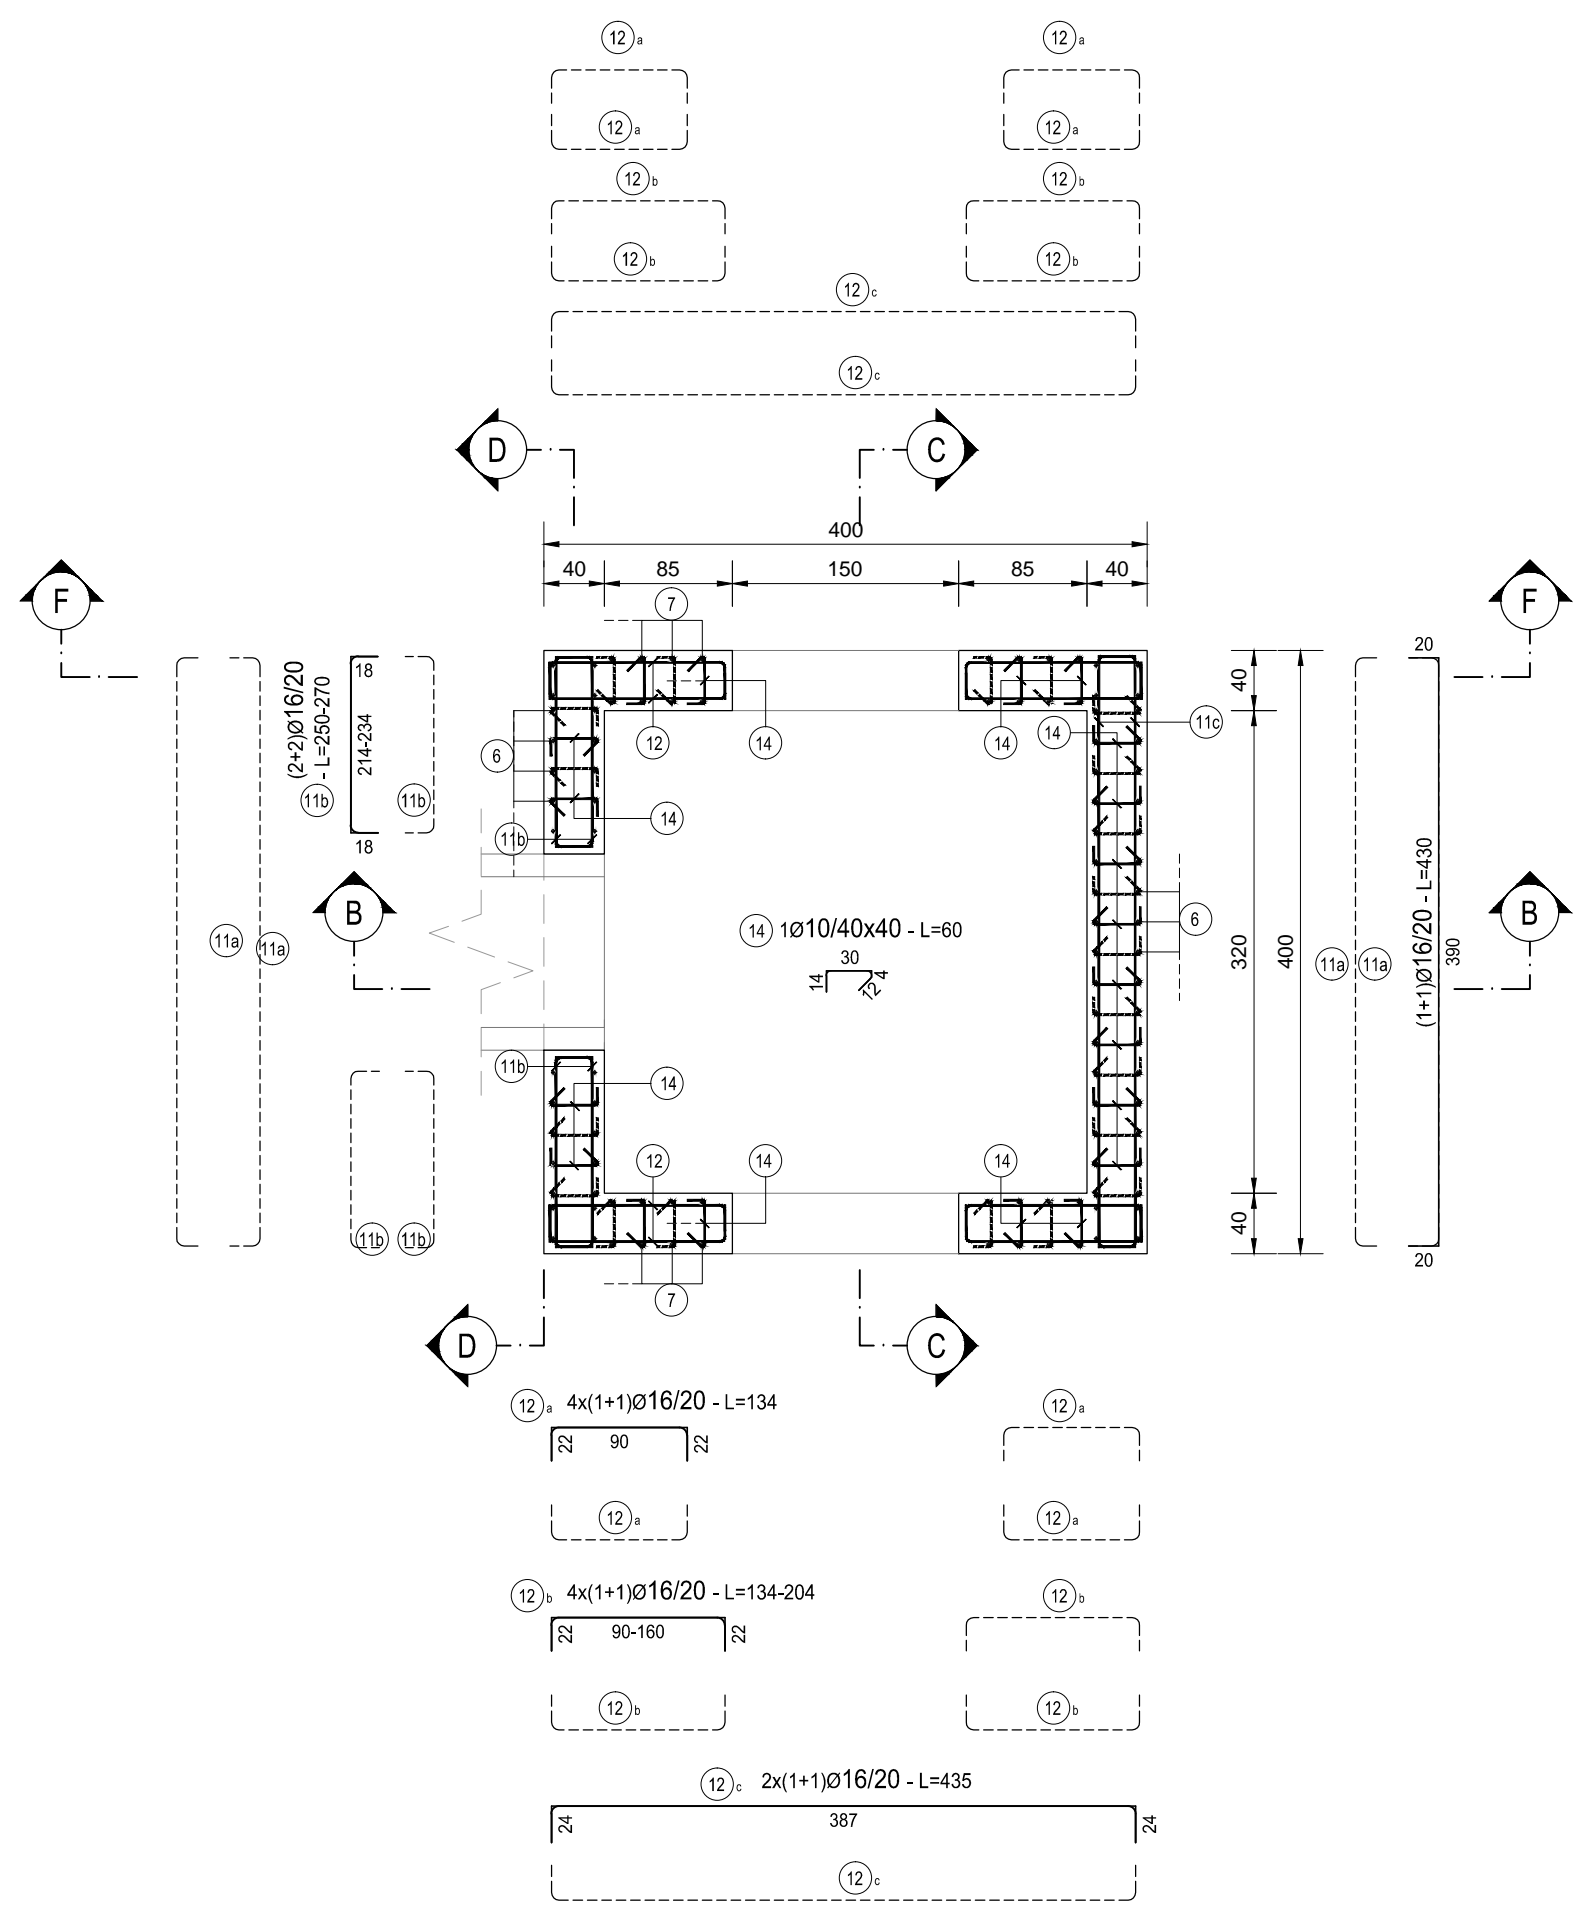 12 a
12 a
12 a
12 a
12 b
12 b
12 b
12 b
12 c
12 c
D
C
400
40
85
150
85
40
F
F
7
(2+2)Ø16/20
- L=250-270
18
214-234
11b
11b
18
20
40
6
12
14
14
14
11c
14
11b
B
B
11a
11a
14 1Ø10/40x40 - L=60
30
14
12
4
6
320
400
11a
11a
(1+1)Ø16/20 - L=430
390
11b
14
12
14
14
40
11b
11b
20
7
D
C
12 a 4x(1+1)Ø16/20 - L=134
22
90
22
12 a
12 a
12 a
12 b 4x(1+1)Ø16/20 - L=134-204
22
90-160
22
12 b
12 b
12 b
12 c 2x(1+1)Ø16/20 - L=435
24
387
24
12 c